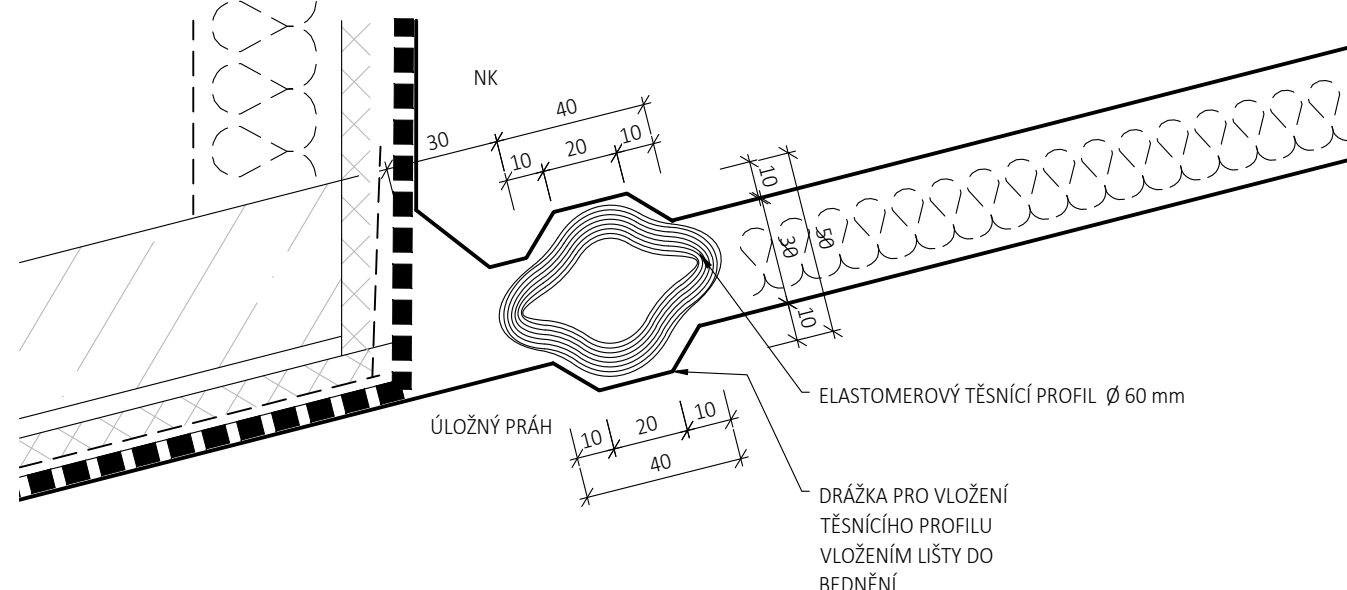 NK
40
30
10
20
10
10
30
50
10
ELASTOMEROVÝ TĚSNÍCÍ PROFIL Ø 60 mm
ÚLOŽNÝ PRÁH
10
20
10
40
DRÁŽKA PRO VLOŽENÍ
TĚSNÍCÍHO PROFILU
VLOŽENÍM LIŠTY DO
BEDNĚNÍ